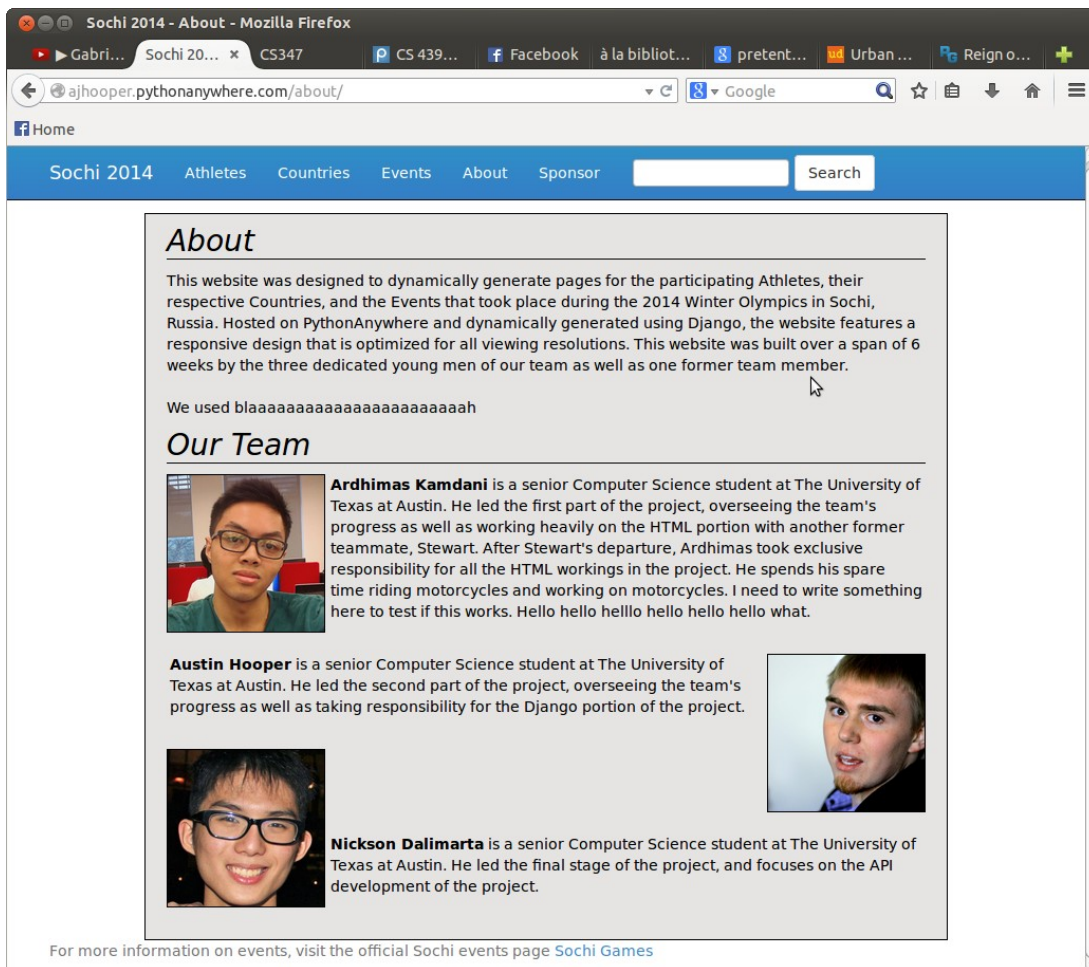 Sochi 2014 - About - Mozilla Firefox
▶ Gabri... Sochi 20... × CS347 CS 439... Facebook à la bibliot... pretent... Urban ... Reign o...
ajhooper.pythonanywhere.com/about/ Google
Home
Sochi 2014 Athletes Countries Events About Sponsor Search
About
This website was designed to dynamically generate pages for the participating Athletes, their
respective Countries, and the Events that took place during the 2014 Winter Olympics in Sochi,
Russia. Hosted on PythonAnywhere and dynamically generated using Django, the website features a
responsive design that is optimized for all viewing resolutions. This website was built over a span of 6
weeks by the three dedicated young men of our team as well as one former team member.
We used blaaaaaaaaaaaaaaaaaaaaaaah
Our Team
Ardhimas Kamdani is a senior Computer Science student at The University of
Texas at Austin. He led the first part of the project, overseeing the team's
progress as well as working heavily on the HTML portion with another former
teammate, Stewart. After Stewart's departure, Ardhimas took exclusive
responsibility for all the HTML workings in the project. He spends his spare
time riding motorcycles and working on motorcycles. I need to write something
here to test if this works. Hello hello helllo hello hello hello what.
Austin Hooper is a senior Computer Science student at The University of
Texas at Austin. He led the second part of the project, overseeing the team's
progress as well as taking responsibility for the Django portion of the project.
Nickson Dalimarta is a senior Computer Science student at The University of
Texas at Austin. He led the final stage of the project, and focuses on the API
development of the project.
For more information on events, visit the official Sochi events page Sochi Games